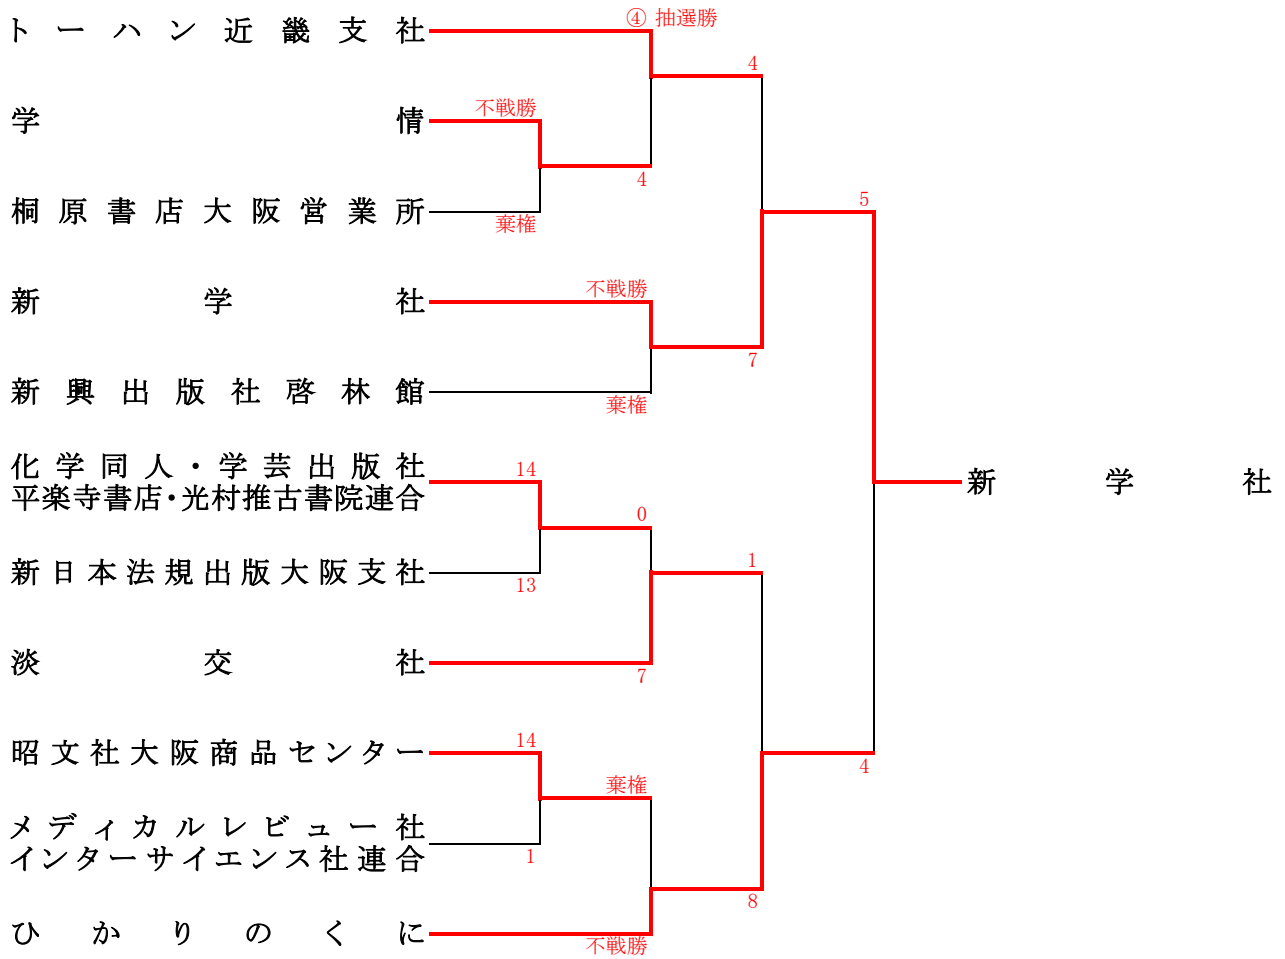 トーハン近畿支社
④ 抽選勝
4
学情
不戦勝
4
桐原書店大阪営業所
棄権
5
新学社
不戦勝
7
新興出版社啓林館
棄権
化学同人・学芸出版社
平楽寺書店・光村推古書院連合
14
新学社
0
新日本法規出版大阪支社
13
1
淡交社
7
昭文社大阪商品センター
14
4
棄権
メディカルレビュー社
インターサイエンス社連合
1
8
ひかりのくに
不戦勝